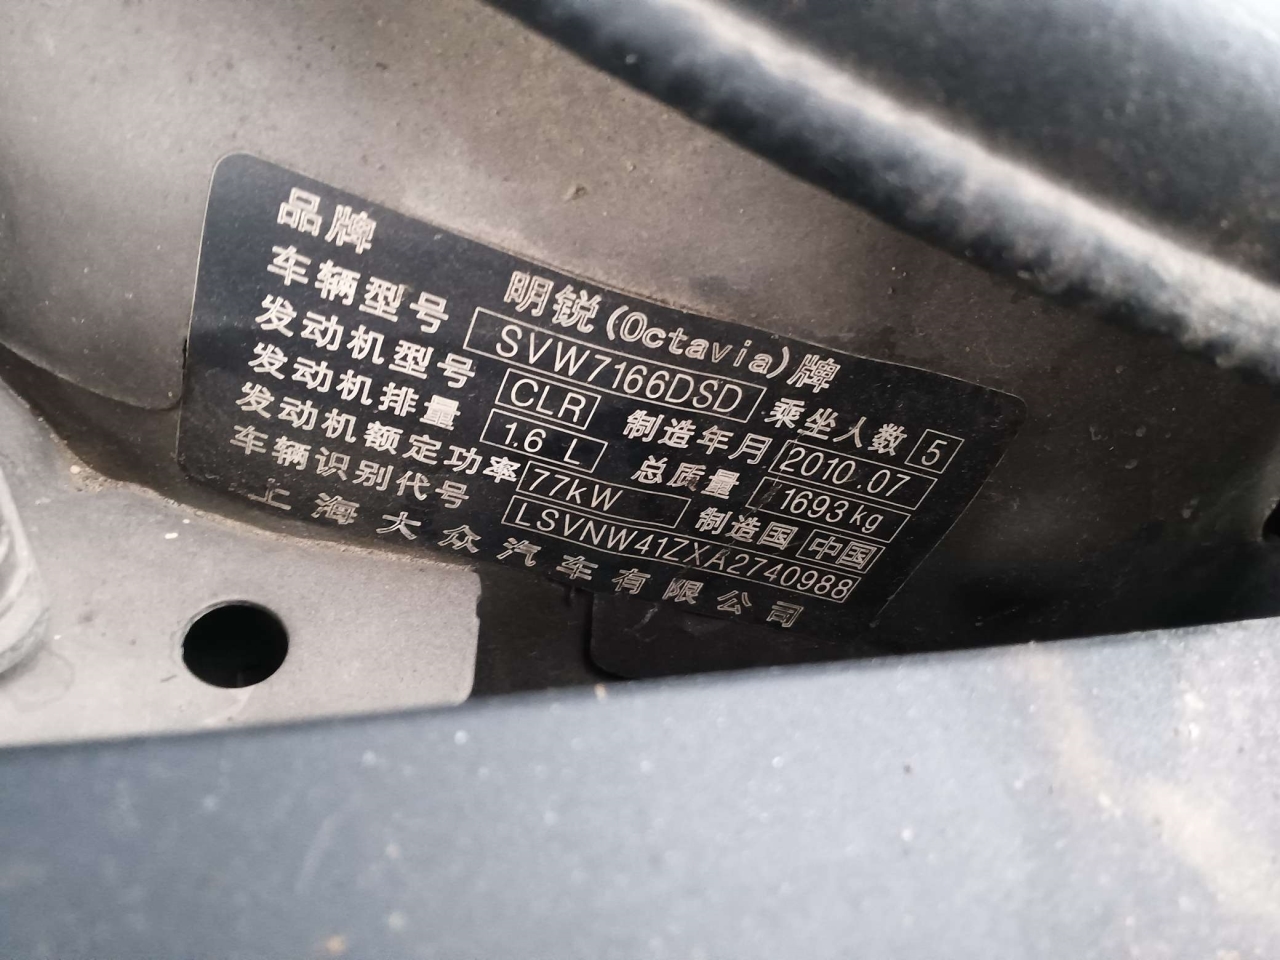 品牌 明锐(Octavia)牌
车辆型号 SVW7166DSD 乘坐人数 5
发动机型号 CLR 制造年月 2010.07
发动机排量 1.6 L 总质量 1693kg
发动机额定功率 77kW 制造国 中国
车辆识别代号 LSVNW41ZXA2740988
上海大众汽车有限公司